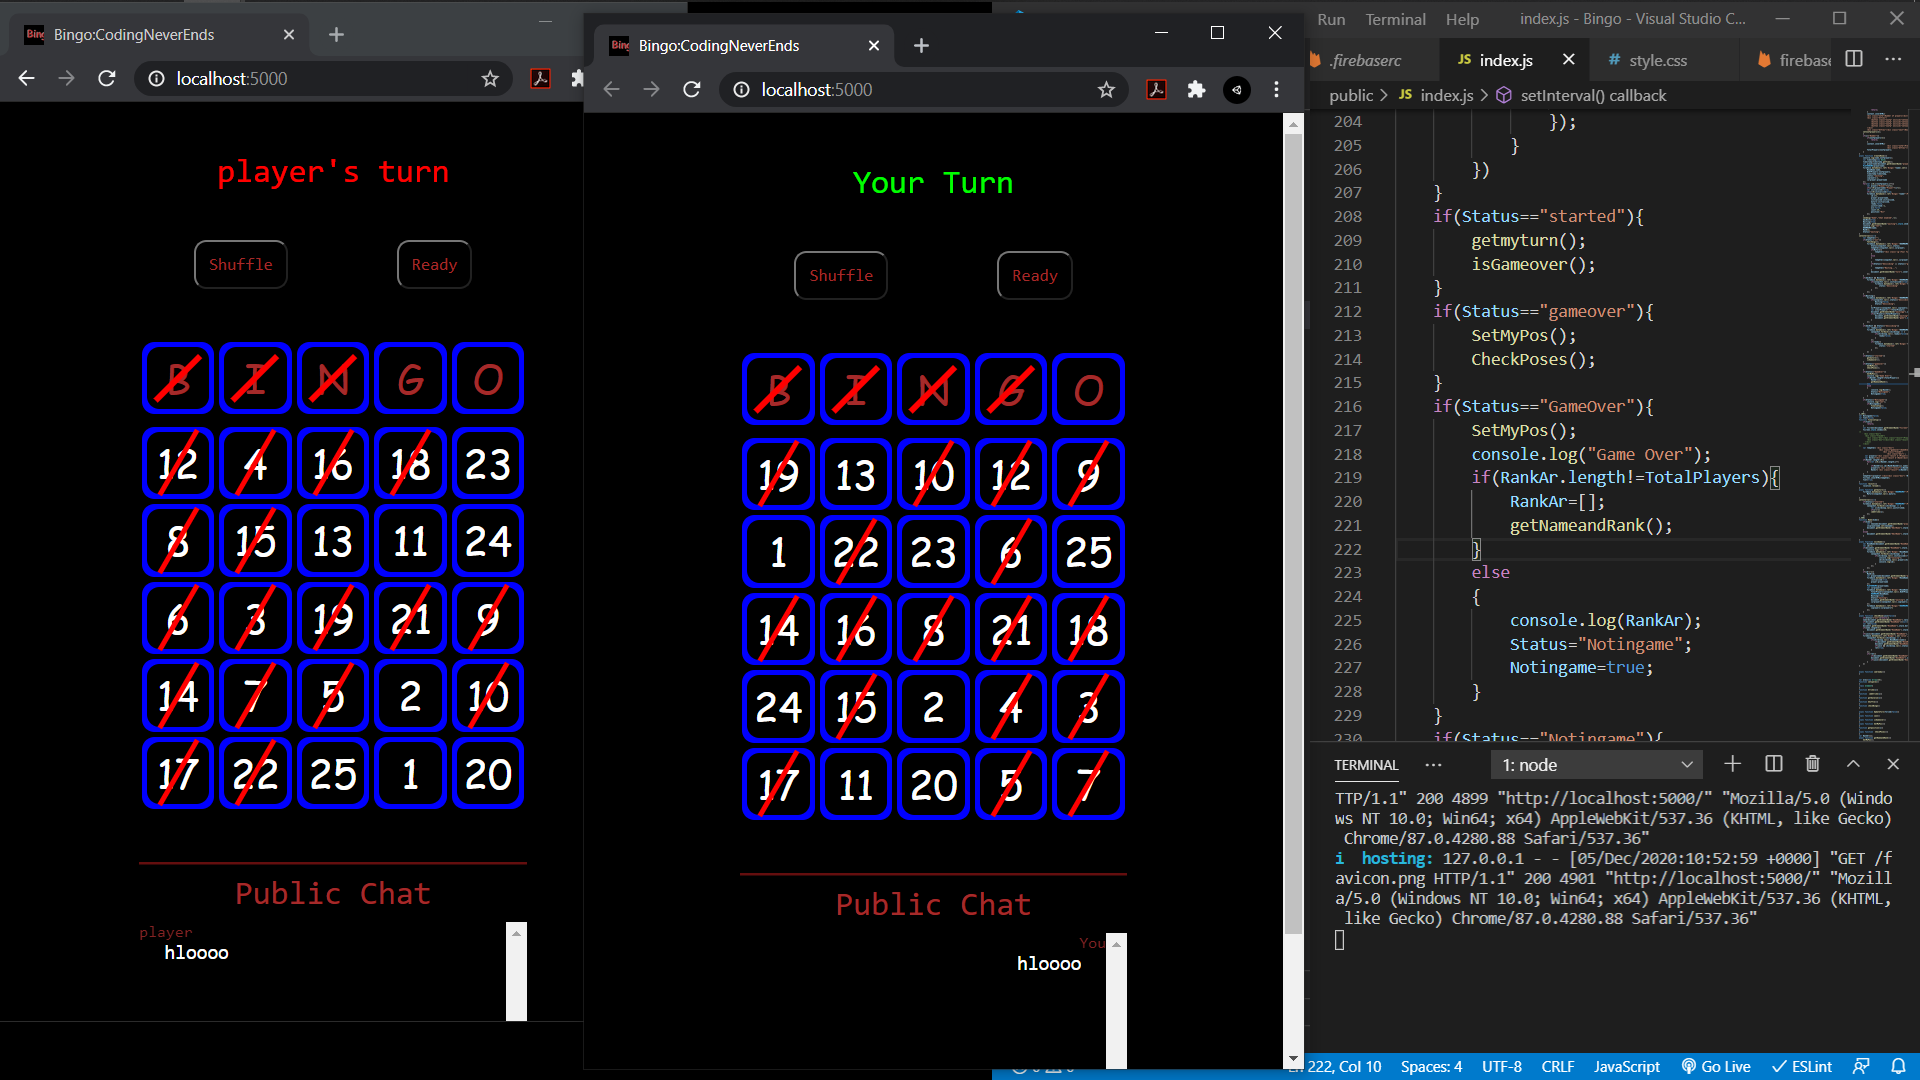 Bingo:CodingNeverEnds
localhost:5000
player's turn
Shuffle Ready
B I N G O
12 4 16 18 23
8 15 13 11 24
6 3 19 21 9
14 7 5 2 10
17 22 25 1 20
Public Chat
player
hloooo
Bingo:CodingNeverEnds
localhost:5000
Your Turn
Shuffle Ready
B I N G O
19 13 10 12 9
1 22 23 6 25
14 16 8 21 18
24 15 2 4 3
17 11 20 5 7
Public Chat
You
hloooo
Run Terminal Help index.js - Bingo - Visual Studio C...
.firebaserc JS index.js # style.css firebase
public > JS index.js > setInterval() callback
204 });
205 }
206 })
207 }
208 if(Status=="started"){
209 getmyturn();
210 isGameover();
211 }
212 if(Status=="gameover"){
213 SetMyPos();
214 CheckPoses();
215 }
216 if(Status=="GameOver"){
217 SetMyPos();
218 console.log("Game Over");
219 if(RankAr.length!=TotalPlayers){
220 RankAr=[];
221 getNameandRank();
222 }
223 else
224 {
225 console.log(RankAr);
226 Status="Notingame";
227 Notingame=true;
228 }
229 }
230 if(Status=="Notingame"){
TERMINAL ... 1: node
TTP/1.1" 200 4899 "http://localhost:5000/" "Mozilla/5.0 (Windo
ws NT 10.0; Win64; x64) AppleWebKit/537.36 (KHTML, like Gecko)
Chrome/87.0.4280.88 Safari/537.36"
i hosting: 127.0.0.1 - - [05/Dec/2020:10:52:59 +0000] "GET /f
avicon.png HTTP/1.1" 200 4901 "http://localhost:5000/" "Mozill
a/5.0 (Windows NT 10.0; Win64; x64) AppleWebKit/537.36 (KHTML,
like Gecko) Chrome/87.0.4280.88 Safari/537.36"
222, Col 10 Spaces: 4 UTF-8 CRLF JavaScript Go Live ESLint